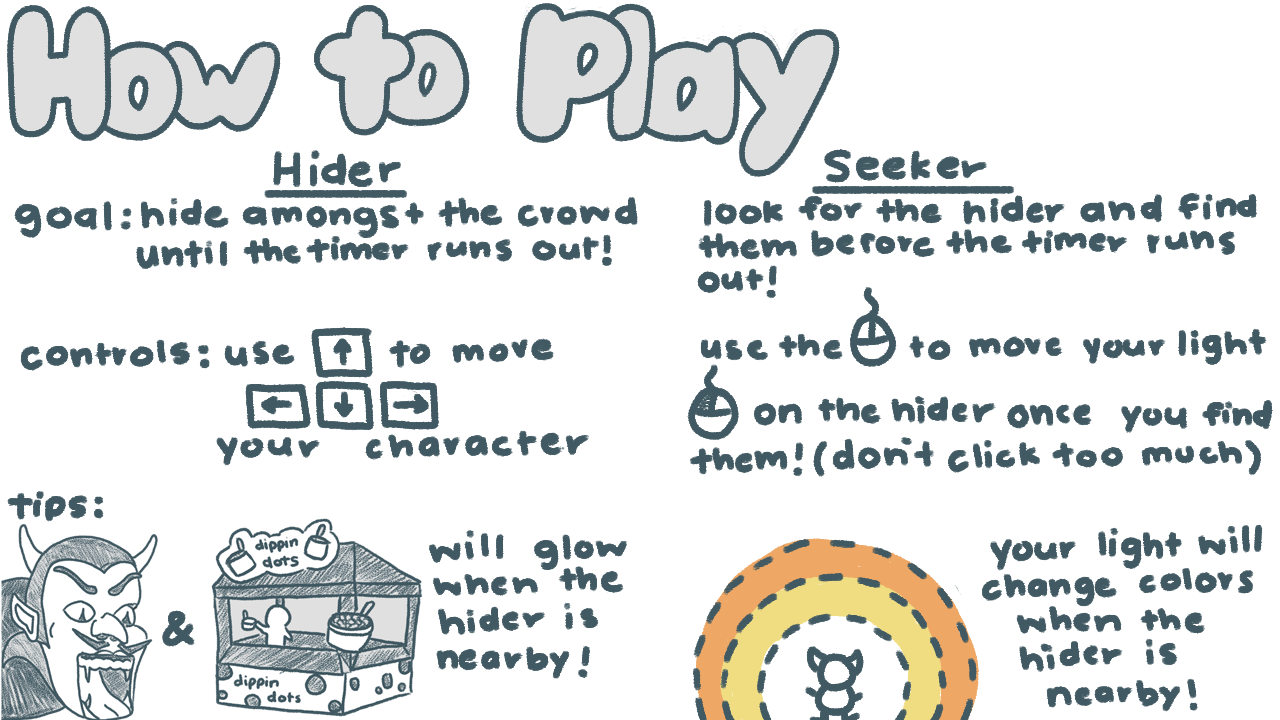 How to Play
Hider
goal: hide amongst the crowd
until the timer runs out!
controls: use ↑ to move
← ↓ →
your character
tips:
dippin
dots
&
dippin
dots
will glow
when the
hider is
nearby!
Seeker
look for the hider and find
them before the timer runs
out!
use the to move your light
on the hider once you find
them! (don't click too much)
your light will
change colors
when the
hider is
nearby!